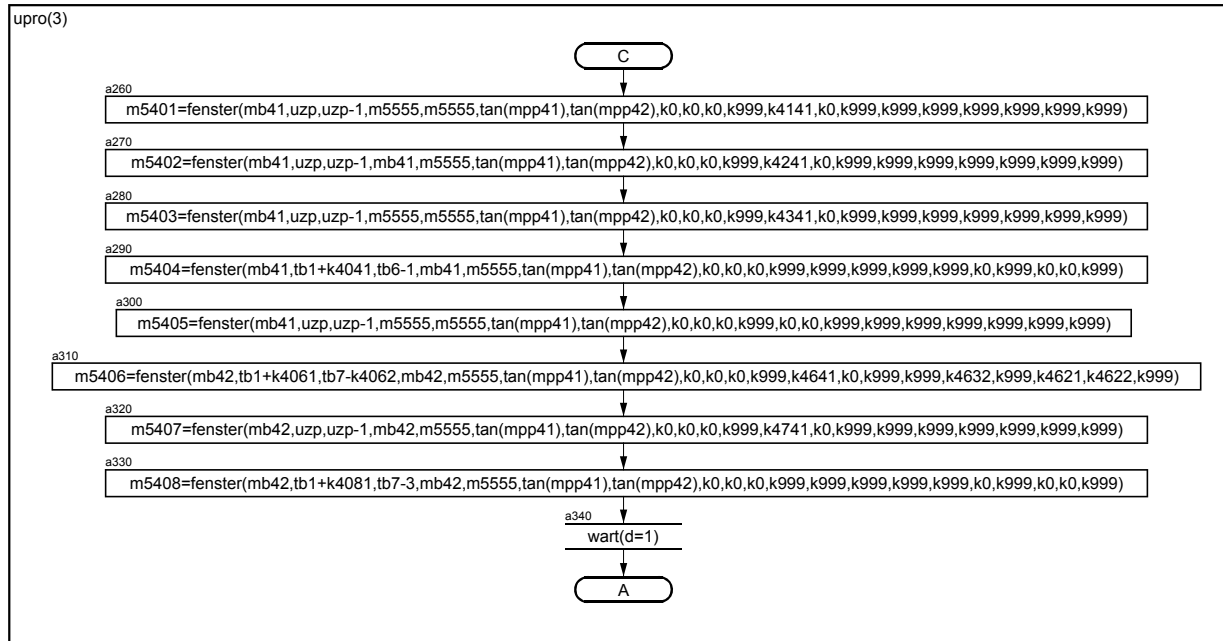 upro(3)
C
a260
m5401=fenster(mb41,uzp,uzp-1,m5555,m5555,tan(mpp41),tan(mpp42),k0,k0,k0,k999,k4141,k0,k999,k999,k999,k999,k999,k999,k999)
a270
m5402=fenster(mb41,uzp,uzp-1,mb41,m5555,tan(mpp41),tan(mpp42),k0,k0,k0,k999,k4241,k0,k999,k999,k999,k999,k999,k999,k999)
a280
m5403=fenster(mb41,uzp,uzp-1,m5555,m5555,tan(mpp41),tan(mpp42),k0,k0,k0,k999,k4341,k0,k999,k999,k999,k999,k999,k999,k999)
a290
m5404=fenster(mb41,tb1+k4041,tb6-1,mb41,m5555,tan(mpp41),tan(mpp42),k0,k0,k0,k999,k999,k999,k999,k999,k0,k999,k0,k0,k999)
a300
m5405=fenster(mb41,uzp,uzp-1,m5555,m5555,tan(mpp41),tan(mpp42),k0,k0,k0,k999,k0,k0,k999,k999,k999,k999,k999,k999,k999)
a310
m5406=fenster(mb42,tb1+k4061,tb7-k4062,mb42,m5555,tan(mpp41),tan(mpp42),k0,k0,k0,k999,k4641,k0,k999,k999,k4632,k999,k4621,k4622,k999)
a320
m5407=fenster(mb42,uzp,uzp-1,mb42,m5555,tan(mpp41),tan(mpp42),k0,k0,k0,k999,k4741,k0,k999,k999,k999,k999,k999,k999,k999)
a330
m5408=fenster(mb42,tb1+k4081,tb7-3,mb42,m5555,tan(mpp41),tan(mpp42),k0,k0,k0,k999,k999,k999,k999,k999,k0,k999,k0,k0,k999)
a340
wart(d=1)
A